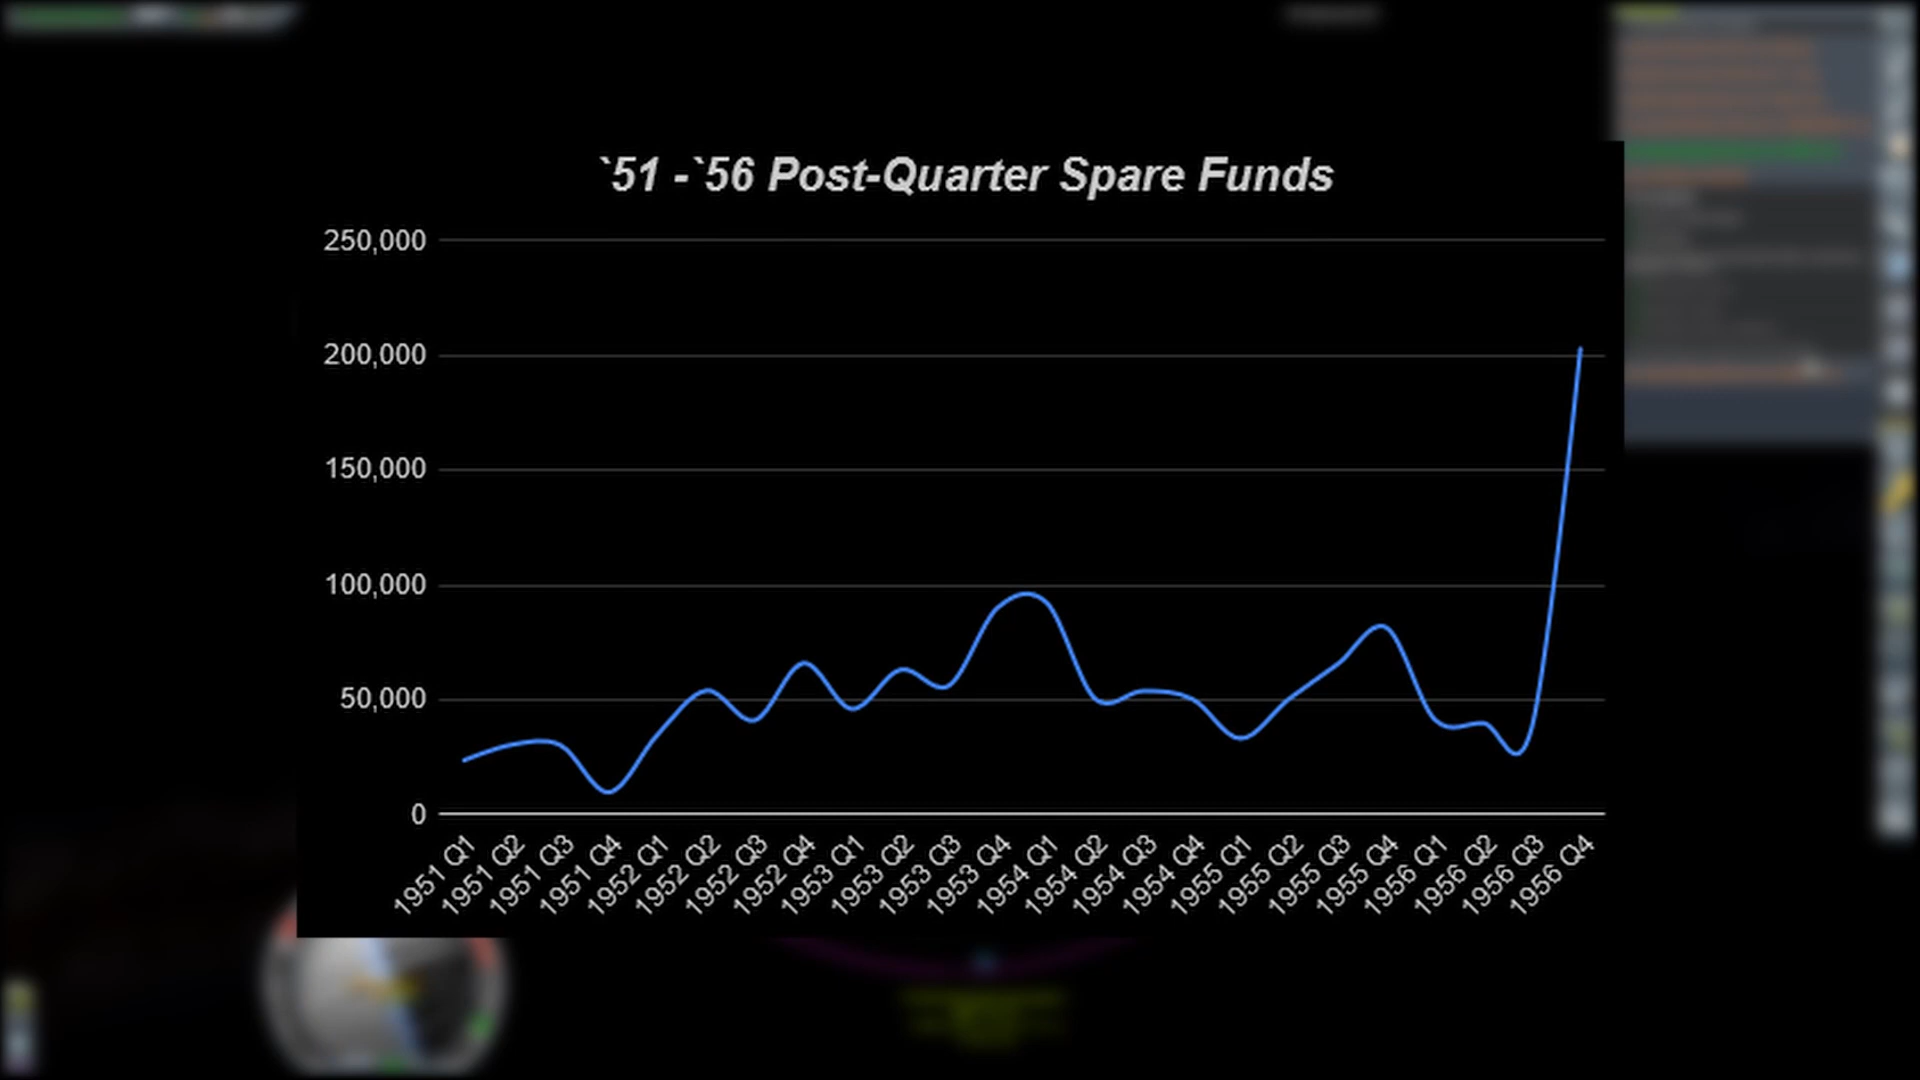 `51 -`56 Post-Quarter Spare Funds
250,000
200,000
150,000
100,000
50,000
0
1951 Q1
1951 Q2
1951 Q3
1951 Q4
1952 Q1
1952 Q2
1952 Q3
1952 Q4
1953 Q1
1953 Q2
1953 Q3
1953 Q4
1954 Q1
1954 Q2
1954 Q3
1954 Q4
1955 Q1
1955 Q2
1955 Q3
1955 Q4
1956 Q1
1956 Q2
1956 Q3
1956 Q4